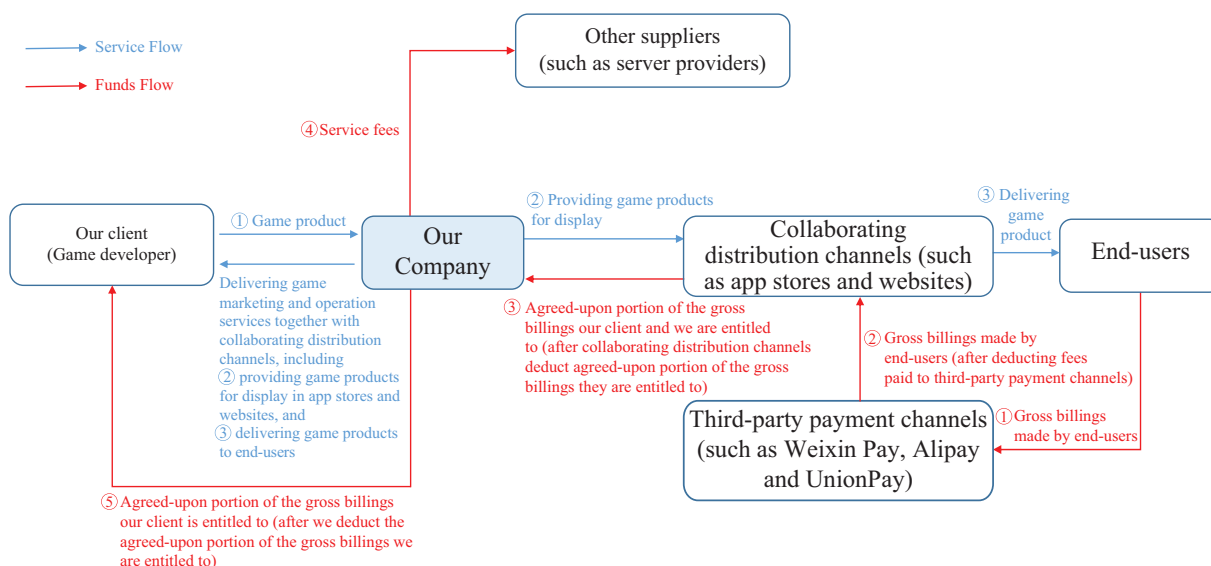 Service Flow
Funds Flow
Other suppliers
(such as server providers)
④ Service fees
Our client
(Game developer)
① Game product
Our
Company
② Providing game products
for display
Collaborating
distribution channels (such
as app stores and websites)
③ Delivering
game
product
End-users
Delivering game
marketing and operation
services together with
collaborating distribution
channels, including
② providing game products
for display in app stores and
websites, and
③ delivering game products
to end-users
③ Agreed-upon portion of the gross
billings our client and we are entitled
to (after collaborating distribution channels
deduct agreed-upon portion of the gross
billings they are entitled to)
② Gross billings made by
end-users (after deducting fees
paid to third-party payment channels)
Third-party payment channels
(such as Weixin Pay, Alipay
and UnionPay)
① Gross billings
made by end-users
⑤ Agreed-upon portion of the gross billings
our client is entitled to (after we deduct the
agreed-upon portion of the gross billings we
are entitled to)